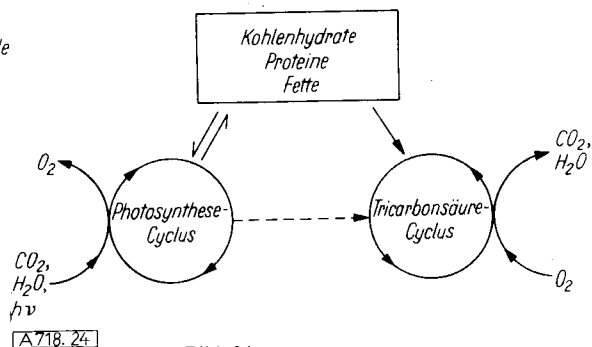 Kohlenhydrate
Proteine
Fette
O₂
CO₂,
H₂O
Photosynthese-
Cyclus
Tricarbonsäure-
Cyclus
CO₂,
H₂O,
hν
O₂
A718.24